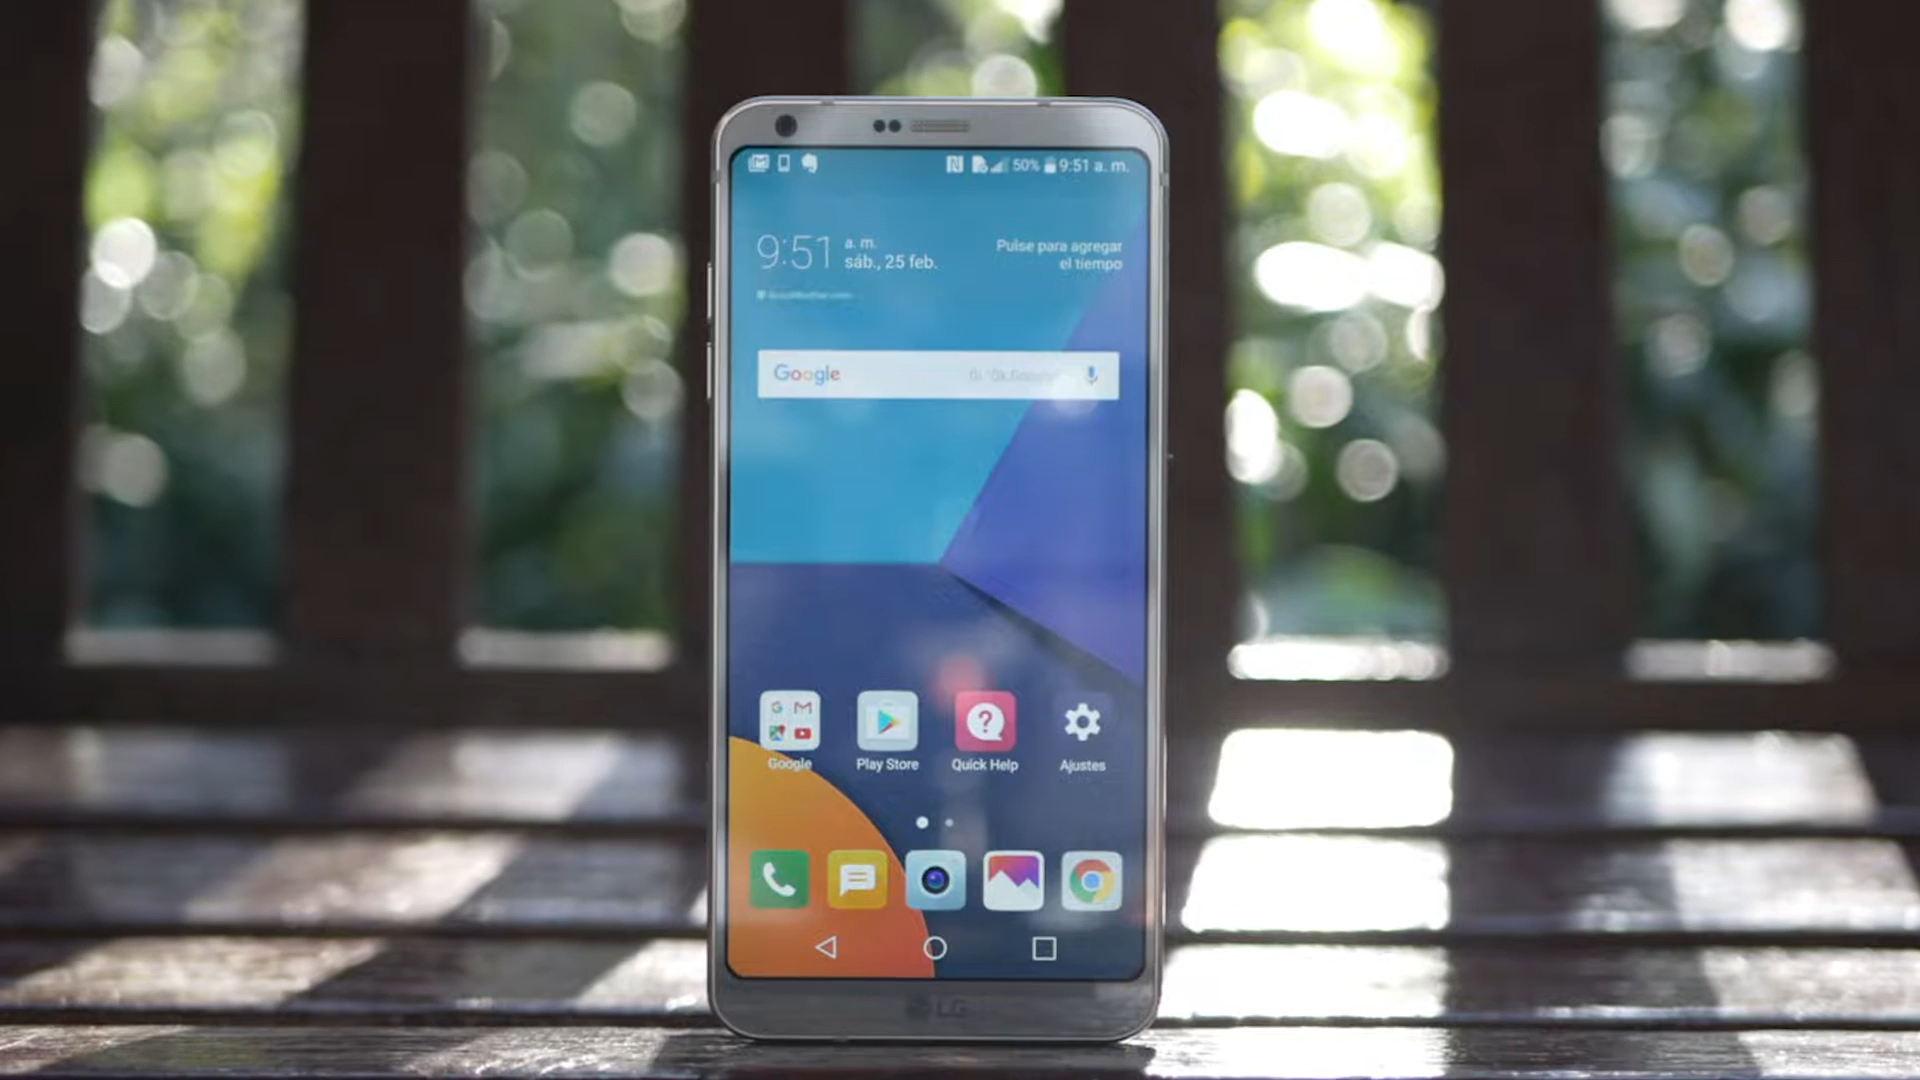 50% 9:51 a. m.
9:51 a. m.
sáb., 25 feb.
Pulse para agregar
el tiempo
Google
Google
Play Store
Quick Help
Ajustes
LG